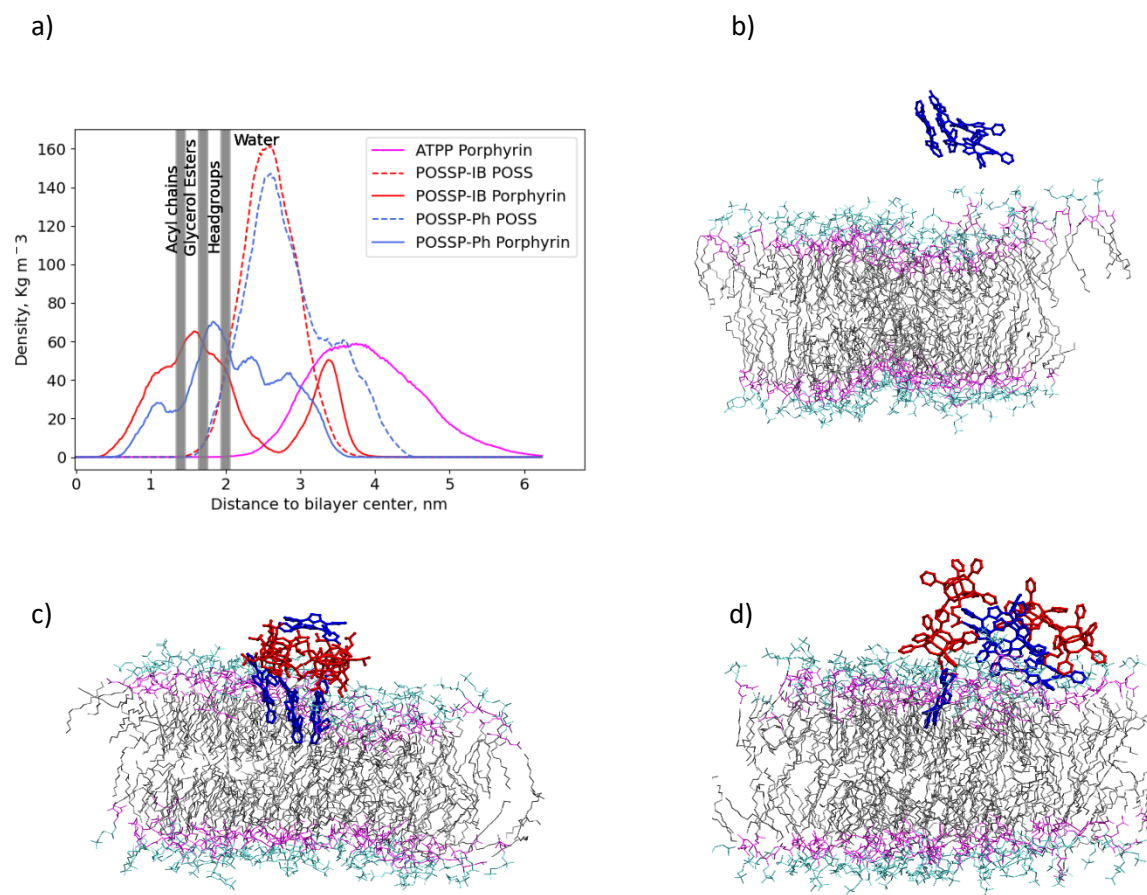 a)
b)
Density, Kg m⁻³
160
140
120
100
80
60
40
20
0
Acyl chains
Glycerol Esters
Headgroups
Water
ATPP Porphyrin
POSSP-IB POSS
POSSP-IB Porphyrin
POSSP-Ph POSS
POSSP-Ph Porphyrin
0 1 2 3 4 5 6
Distance to bilayer center, nm
c)
d)